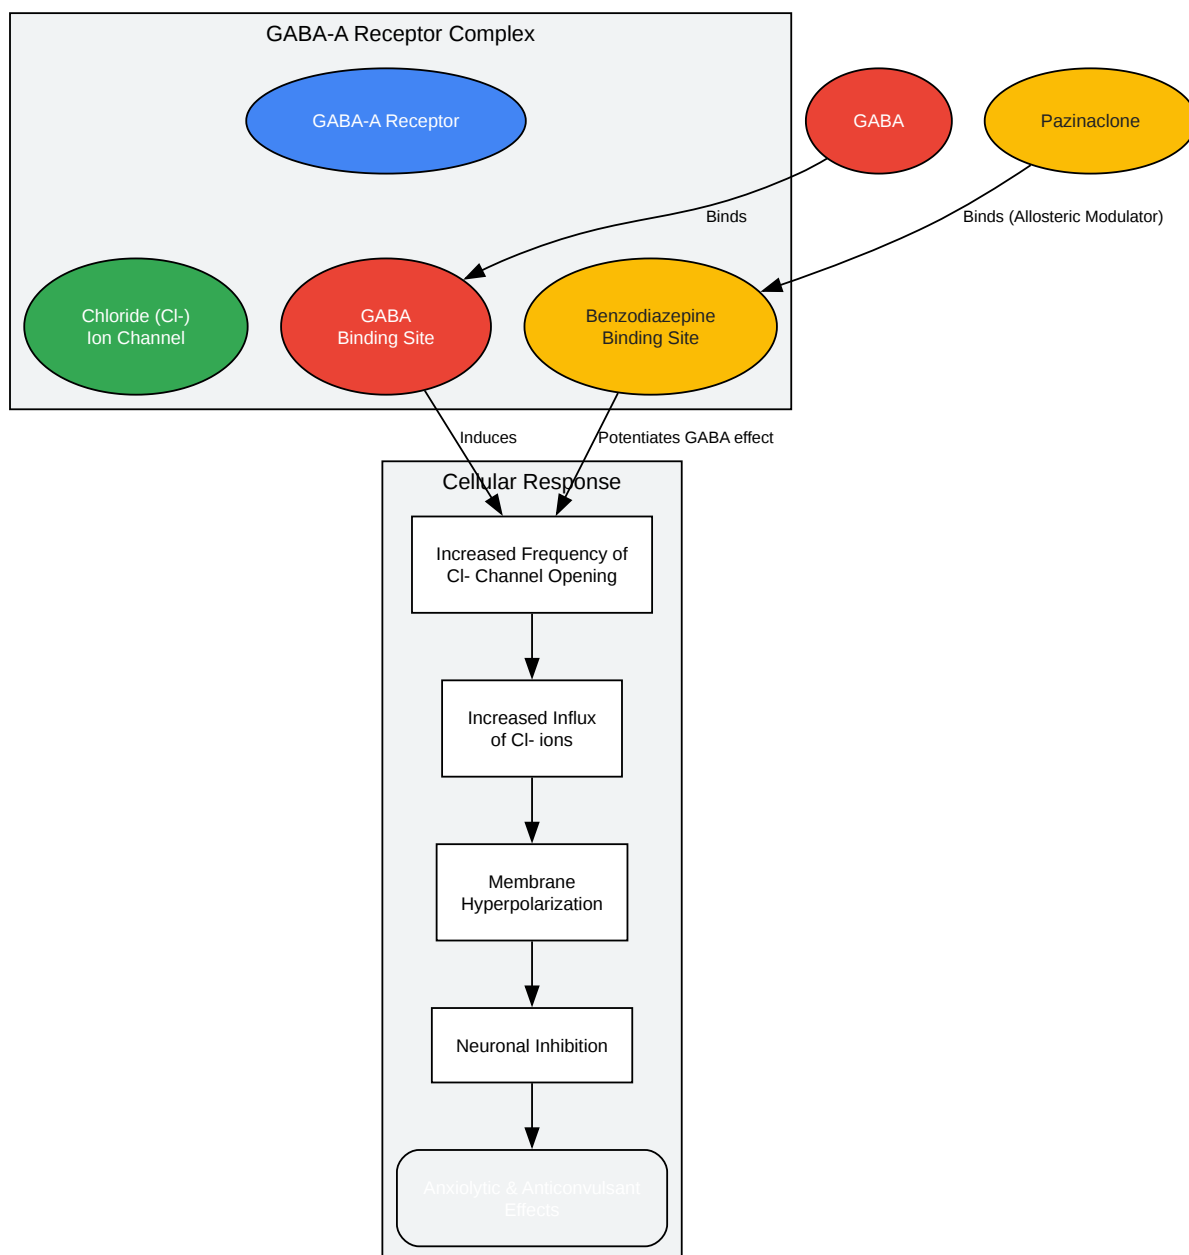 GABA-A Receptor Complex
GABA-A Receptor
GABA
Pazinaclone
Binds
Binds (Allosteric Modulator)
Chloride (Cl-)
Ion Channel
GABA
Binding Site
Benzodiazepine
Binding Site
Induces
Potentiates GABA effect
Cellular Response
Increased Frequency of
Cl- Channel Opening
Increased Influx
of Cl- ions
Membrane
Hyperpolarization
Neuronal Inhibition
Anxiolytic & Anticonvulsant
Effects